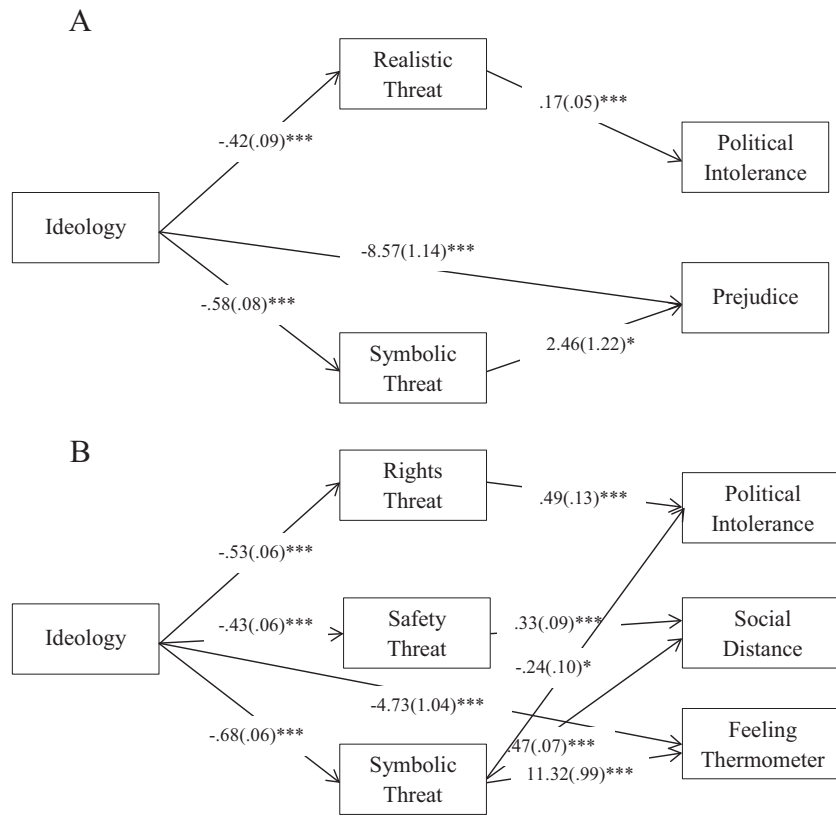 A
Realistic
Threat
.17(.05)***
-.42(.09)***
Political
Intolerance
Ideology
-8.57(1.14)***
Prejudice
-.58(.08)***
2.46(1.22)*
Symbolic
Threat
B
Rights
Threat
.49(.13)***
Political
Intolerance
-.53(.06)***
Ideology
-.43(.06)***
Safety
Threat
.33(.09)***
Social
Distance
-.24(.10)*
-4.73(1.04)***
-.68(.06)***
.47(.07)***
Feeling
Thermometer
11.32(.99)***
Symbolic
Threat